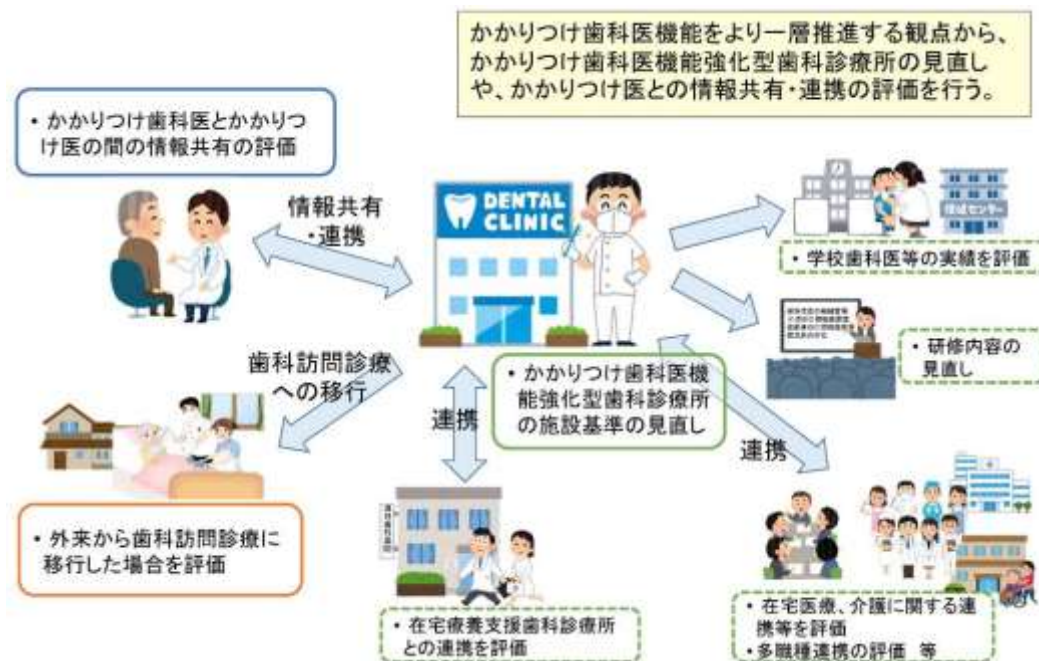 かかりつけ歯科医機能をより一層推進する観点から、
かかりつけ歯科医機能強化型歯科診療所の見直し
や、かかりつけ医との情報共有・連携の評価を行う。
・かかりつけ歯科医とかかりつ
け医の間の情報共有の評価
情報共有
・連携
DENTAL
CLINIC
・学校歯科医等の実績を評価
・研修内容の
見直し
歯科訪問診療
への移行
・かかりつけ歯科医機
能強化型歯科診療所
の施設基準の見直し
連携
連携
・外来から歯科訪問診療に
移行した場合を評価
・在宅療養支援歯科診療所
との連携を評価
・在宅医療、介護に関する連
携等を評価
・多職種連携の評価 等